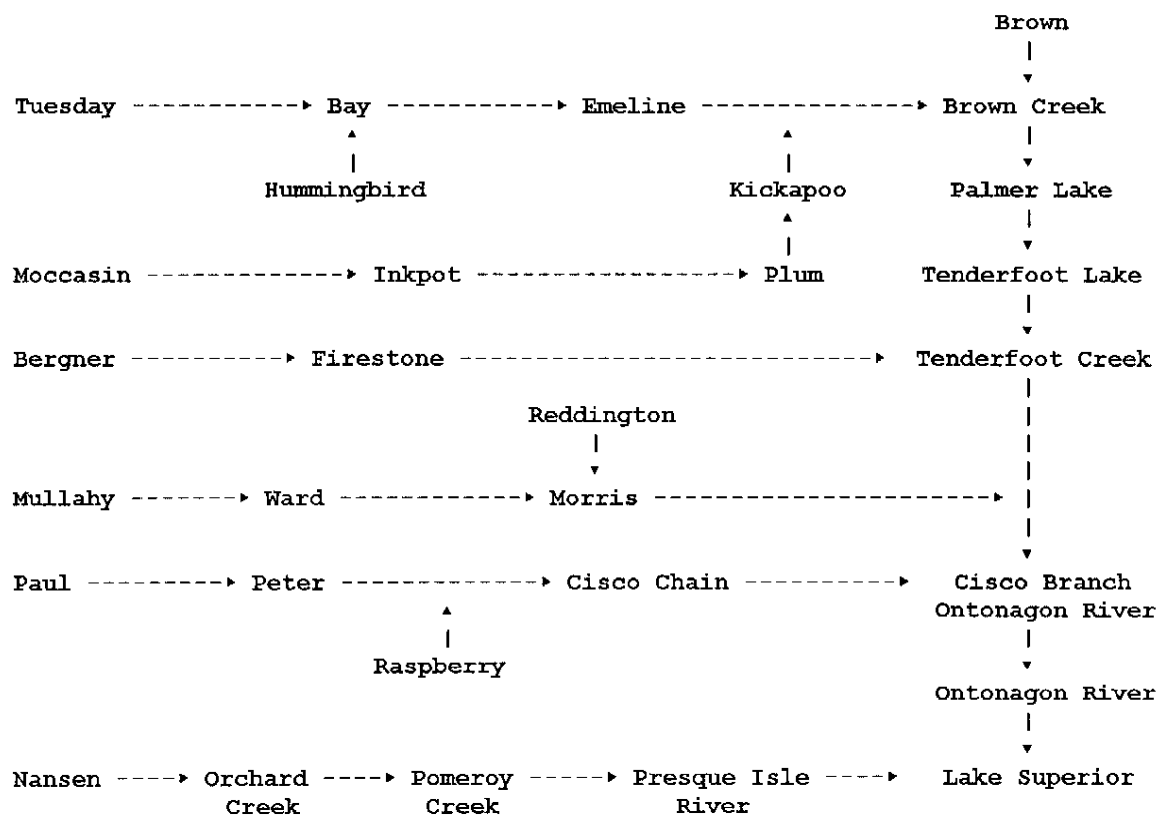 Brown
Tuesday Bay Emeline Brown Creek
Hummingbird Kickapoo Palmer Lake
Moccasin Inkpot Plum Tenderfoot Lake
Bergner Firestone Tenderfoot Creek
Reddington
Mullahy Ward Morris
Paul Peter Cisco Chain Cisco Branch
Ontonagon River
Raspberry
Ontonagon River
Nansen Orchard Pomeroy Presque Isle Lake Superior
Creek Creek River